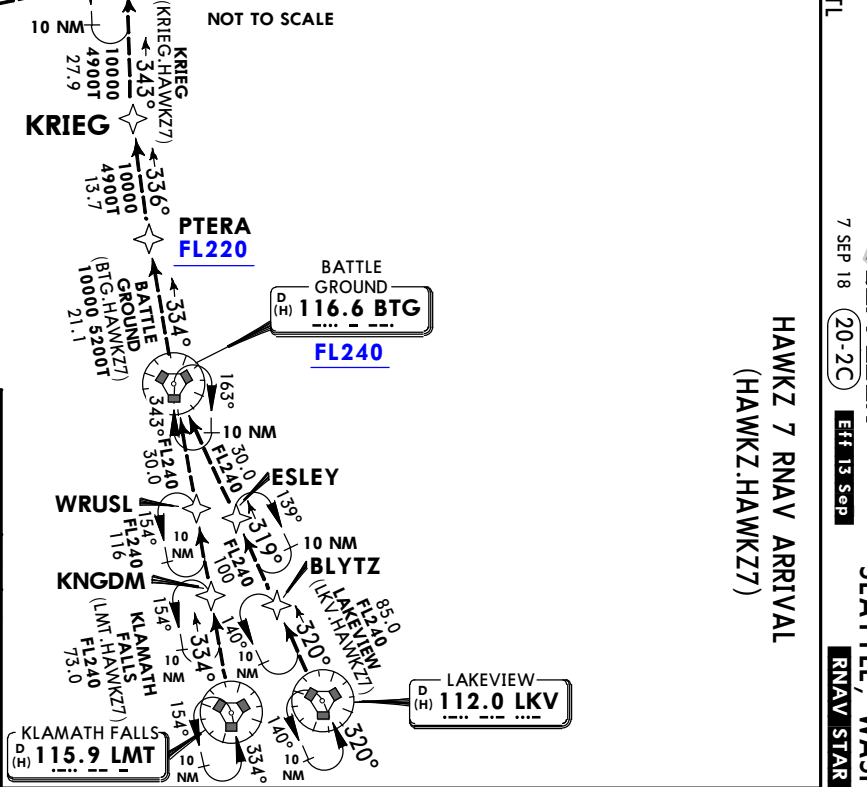 NOT TO SCALE
10 NM
KRIEG
(KRIEG.HAWKZ7)
343°
10000
4900T
27.9
KRIEG
336°
10000
4900T
13.7
PTERA
FL220
334°
BATTLE
GROUND
(BTG.HAWKZ7)
10000 5200T
21.1
BATTLE
GROUND
D
(H) 116.6 BTG
FL240
163°
10 NM
343°
FL240
30.0
FL240
30.0
WRUSL
ESLEY
139°
10 NM
319°
154°
10
NM
FL240
116
FL240
100
KNGDM
BLYTZ
85.0
FL240
LAKEVIEW
(LKV.HAWKZ7)
320°
140°
10
NM
334°
154°
10
NM
KLAMATH
FALLS
(LMT.HAWKZ7)
FL240
73.0
LAKEVIEW
D
(H) 112.0 LKV
320°
140°
10
NM
KLAMATH FALLS
D
(H) 115.9 LMT
154°
10
NM
334°
HAWKZ 7 RNAV ARRIVAL
(HAWKZ.HAWKZ7)
7 SEP 18
20-2C
Eff 13 Sep
RNAV STAR